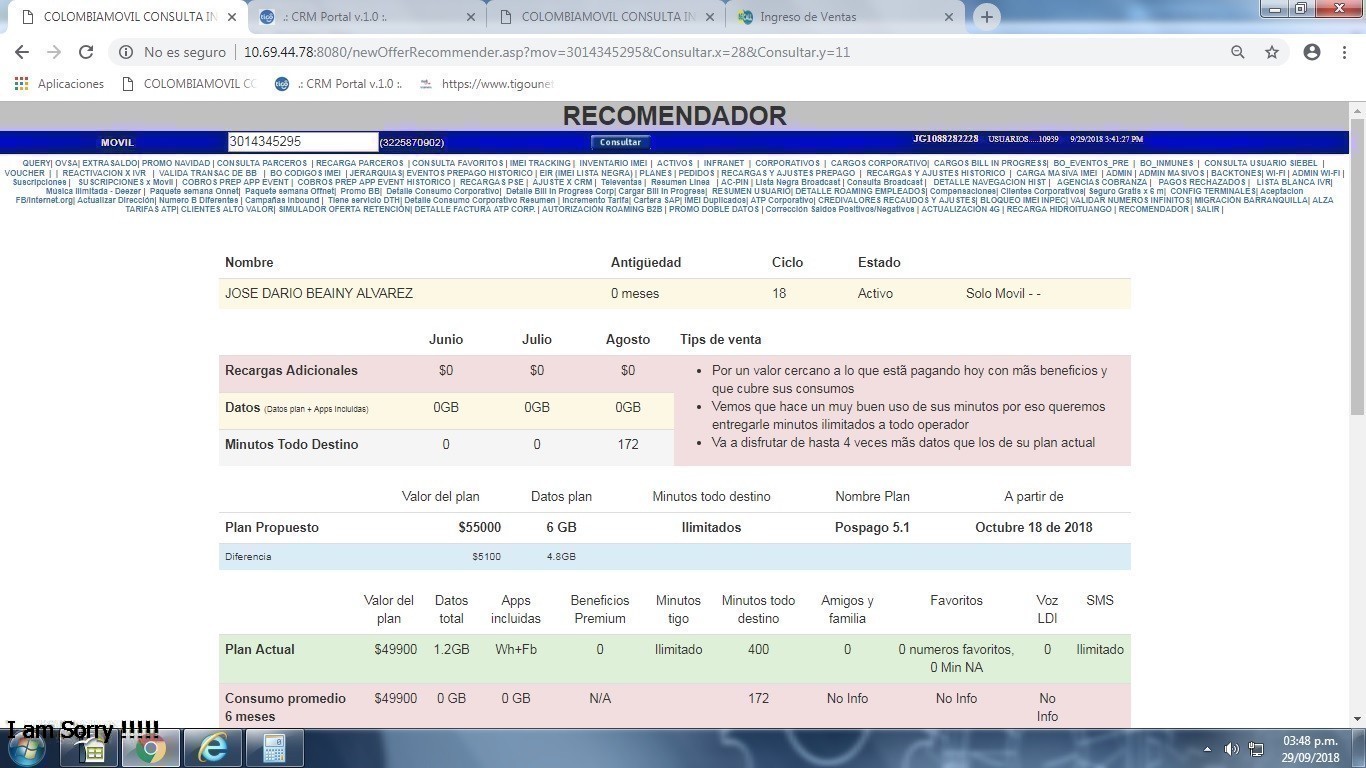 COLOMBIAMOVIL CONSULTA IN
.: CRM Portal v.1.0 :.
COLOMBIAMOVIL CONSULTA IN
Ingreso de Ventas
No es seguro
10.69.44.78:8080/newOfferRecommender.asp?mov=3014345295&Consultar.x=28&Consultar.y=11
Aplicaciones
COLOMBIAMOVIL CO
.: CRM Portal v.1.0 :.
https://www.tigoune
RECOMENDADOR
MOVIL 3014345295 (3225870902) Consultar JG1088282228 USUARIOS.....10939 9/29/2018 3:41:27 PM
QUERY| OVSA| EXTRASALDO| PROMO NAVIDAD | CONSULTA PARCEROS | RECARGA PARCEROS | CONSULTA FAVORITOS | IMEI TRACKING | INVENTARIO IMEI | ACTIVOS | INFRANET | CORPORATIVOS | CARGOS CORPORATIVO| CARGOS BILL IN PROGRESS| BO_EVENTOS_PRE | BO_INMUNES | CONSULTA USUARIO SIEBEL |
VOUCHER | | REACTIVACION X IVR | VALIDA TRANSAC DE BB | BO CODIGOS IMEI |JERARQUIAS| EVENTOS PREPAGO HISTORICO | EIR (IMEI LISTA NEGRA) | PLANES | PEDIDOS | RECARGAS Y AJUSTES PREPAGO | RECARGAS Y AJUSTES HISTORICO | CARGA MASIVA IMEI | ADMIN | ADMIN MASIVOS | BACKTONES| WI-FI | ADMIN WI-FI |
Suscripciones | SUSCRIPCIONES x Movil | COBROS PREP APP EVENT | COBROS PREP APP EVENT HISTORICO | RECARGAS PSE | AJUSTE X CRM | Televentas | Resumen Linea | AC-PIN | Lista Negra Broadcast | Consulta Broadcast | DETALLE NAVEGACION HIST | AGENCIAS COBRANZA | PAGOS RECHAZADOS | LISTA BLANCA IVR|
Musica Ilimitada - Deezer | Paquete semana Onnet| Paquete semana Offnet| Promo BB| Detalle Consumo Corporativo| Detalle Bill In Progress Corp| Cargar Bill In Progress| RESUMEN USUARIO| DETALLE ROAMING EMPLEADOS| Compensaciones| Clientes Corporativos| Seguro Gratis x 6 m| CONFIG TERMINALES| Aceptacion
FB/Internet.org| Actualizar Dirección| Numero B Diferentes | Campañas Inbound | Tiene servicio DTH| Detalle Consumo Corporativo Resumen | Incremento Tarifa| Cartera SAP| IMEI Duplicados| ATP Corporativo| CREDIVALORES RECAUDOS Y AJUSTES| BLOQUEO IMEI INPEC| VALIDAR NUMEROS INFINITOS| MIGRACIÓN BARRANQUILLA| ALZA
TARIFAS ATP| CLIENTES ALTO VALOR| SIMULADOR OFERTA RETENCIÓN| DETALLE FACTURA ATP CORP. | AUTORIZACIÓN ROAMING B2B | PROMO DOBLE DATOS | Corrección Saldos Positivos/Negativos | ACTUALIZACIÓN 4G | RECARGA HIDROITUANGO | RECOMENDADOR | SALIR |
Nombre Antigüedad Ciclo Estado
JOSE DARIO BEAINY ALVAREZ 0 meses 18 Activo Solo Movil - -
Junio Julio Agosto Tips de venta
Recargas Adicionales $0 $0 $0
Datos (Datos plan + Apps incluidas) 0GB 0GB 0GB
Minutos Todo Destino 0 0 172
• Por un valor cercano a lo que estã pagando hoy con mãs beneficios y
que cubre sus consumos
• Vemos que hace un muy buen uso de sus minutos por eso queremos
entregarle minutos ilimitados a todo operador
• Va a disfrutar de hasta 4 veces mãs datos que los de su plan actual
Valor del plan Datos plan Minutos todo destino Nombre Plan A partir de
Plan Propuesto $55000 6 GB Ilimitados Pospago 5.1 Octubre 18 de 2018
Diferencia $5100 4.8GB
Valor del plan Datos total Apps incluidas Beneficios Premium Minutos tigo Minutos todo destino Amigos y familia Favoritos Voz LDI SMS
Plan Actual $49900 1.2GB Wh+Fb 0 Ilimitado 400 0 0 numeros favoritos, 0 Min NA 0 Ilimitado
Consumo promedio 6 meses $49900 0 GB 0 GB N/A 172 No Info No Info No Info
I am Sorry !!!!!
03:48 p.m.
29/09/2018